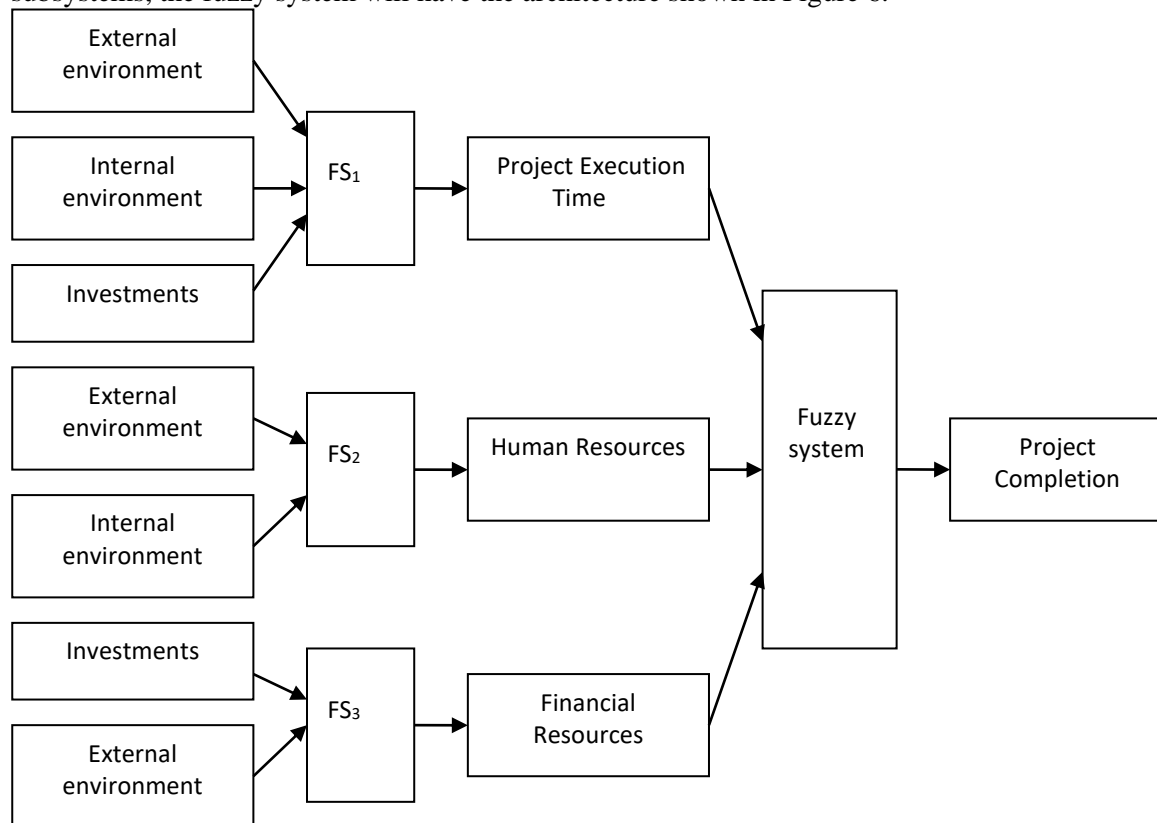 subsystems, the fuzzy system will have the architecture shown in Figure 6.
External
environment
Internal
environment
FS₁
Project Execution
Time
Investments
External
environment
FS₂
Human Resources
Internal
environment
Investments
External
environment
FS₃
Financial
Resources
Fuzzy
system
Project
Completion